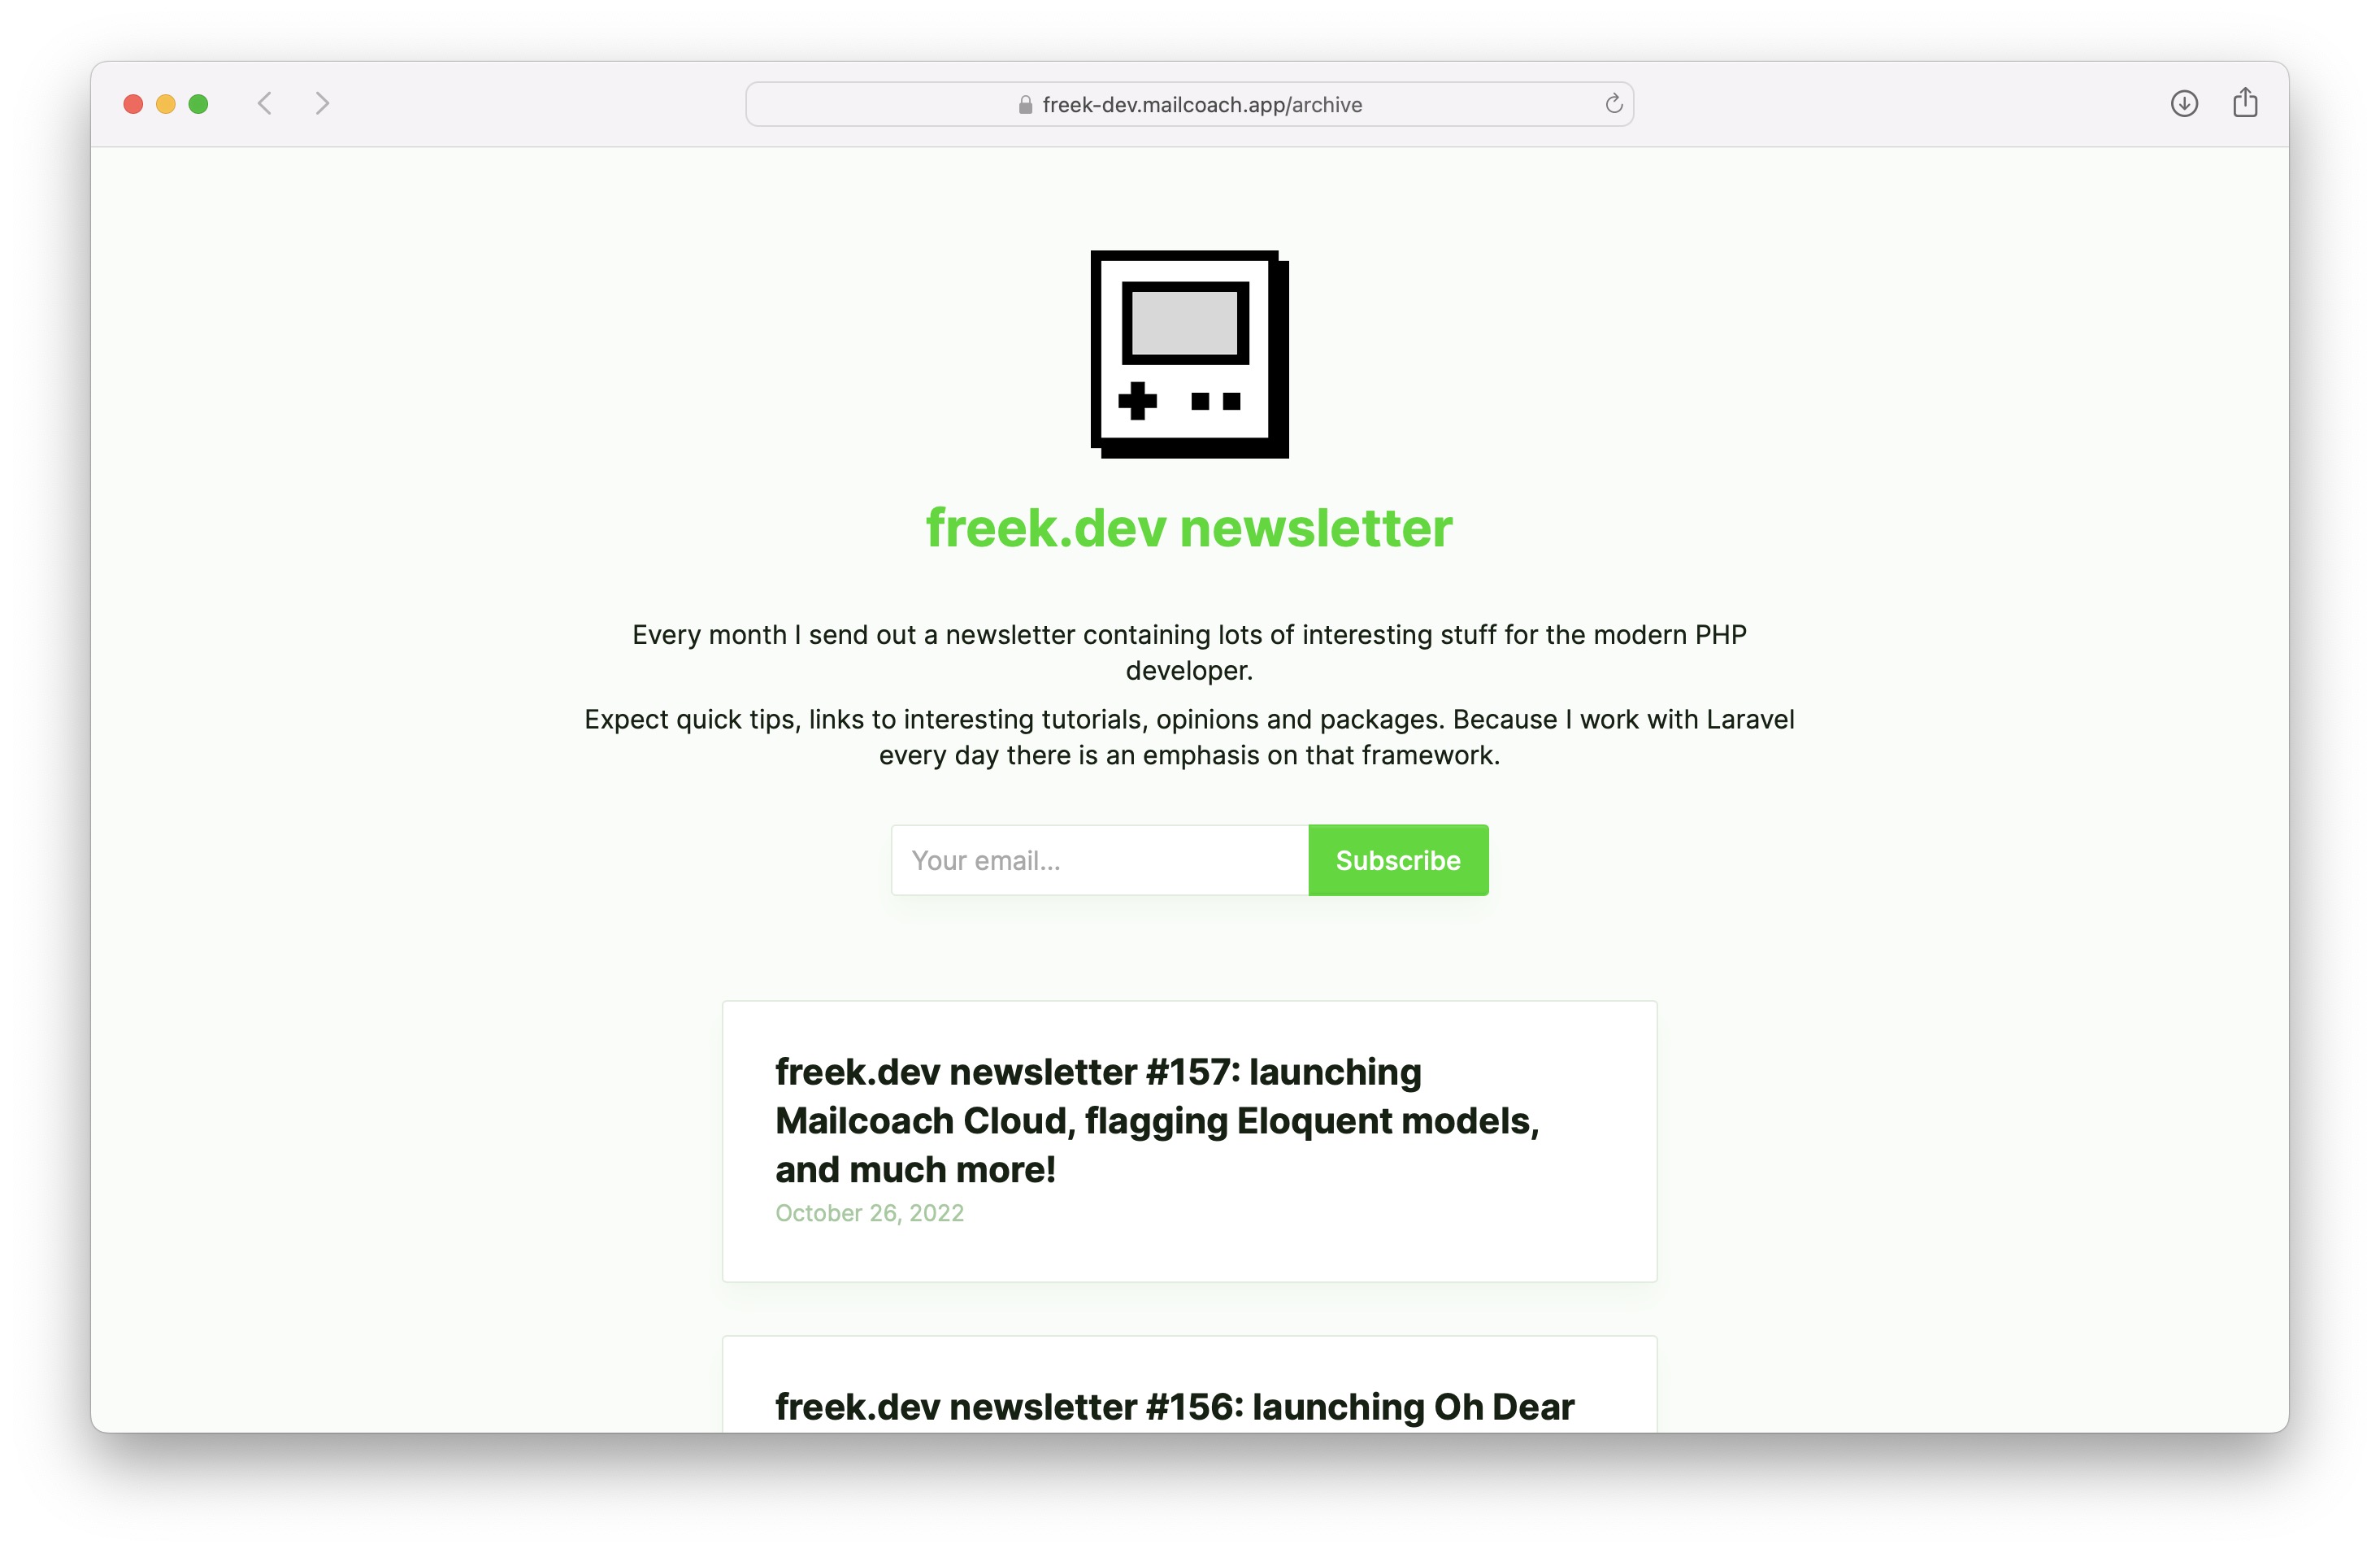 freek-dev.mailcoach.app/archive
freek.dev newsletter
Every month I send out a newsletter containing lots of interesting stuff for the modern PHP
developer.
Expect quick tips, links to interesting tutorials, opinions and packages. Because I work with Laravel
every day there is an emphasis on that framework.
Your email...
Subscribe
freek.dev newsletter #157: launching
Mailcoach Cloud, flagging Eloquent models,
and much more!
October 26, 2022
freek.dev newsletter #156: launching Oh Dear